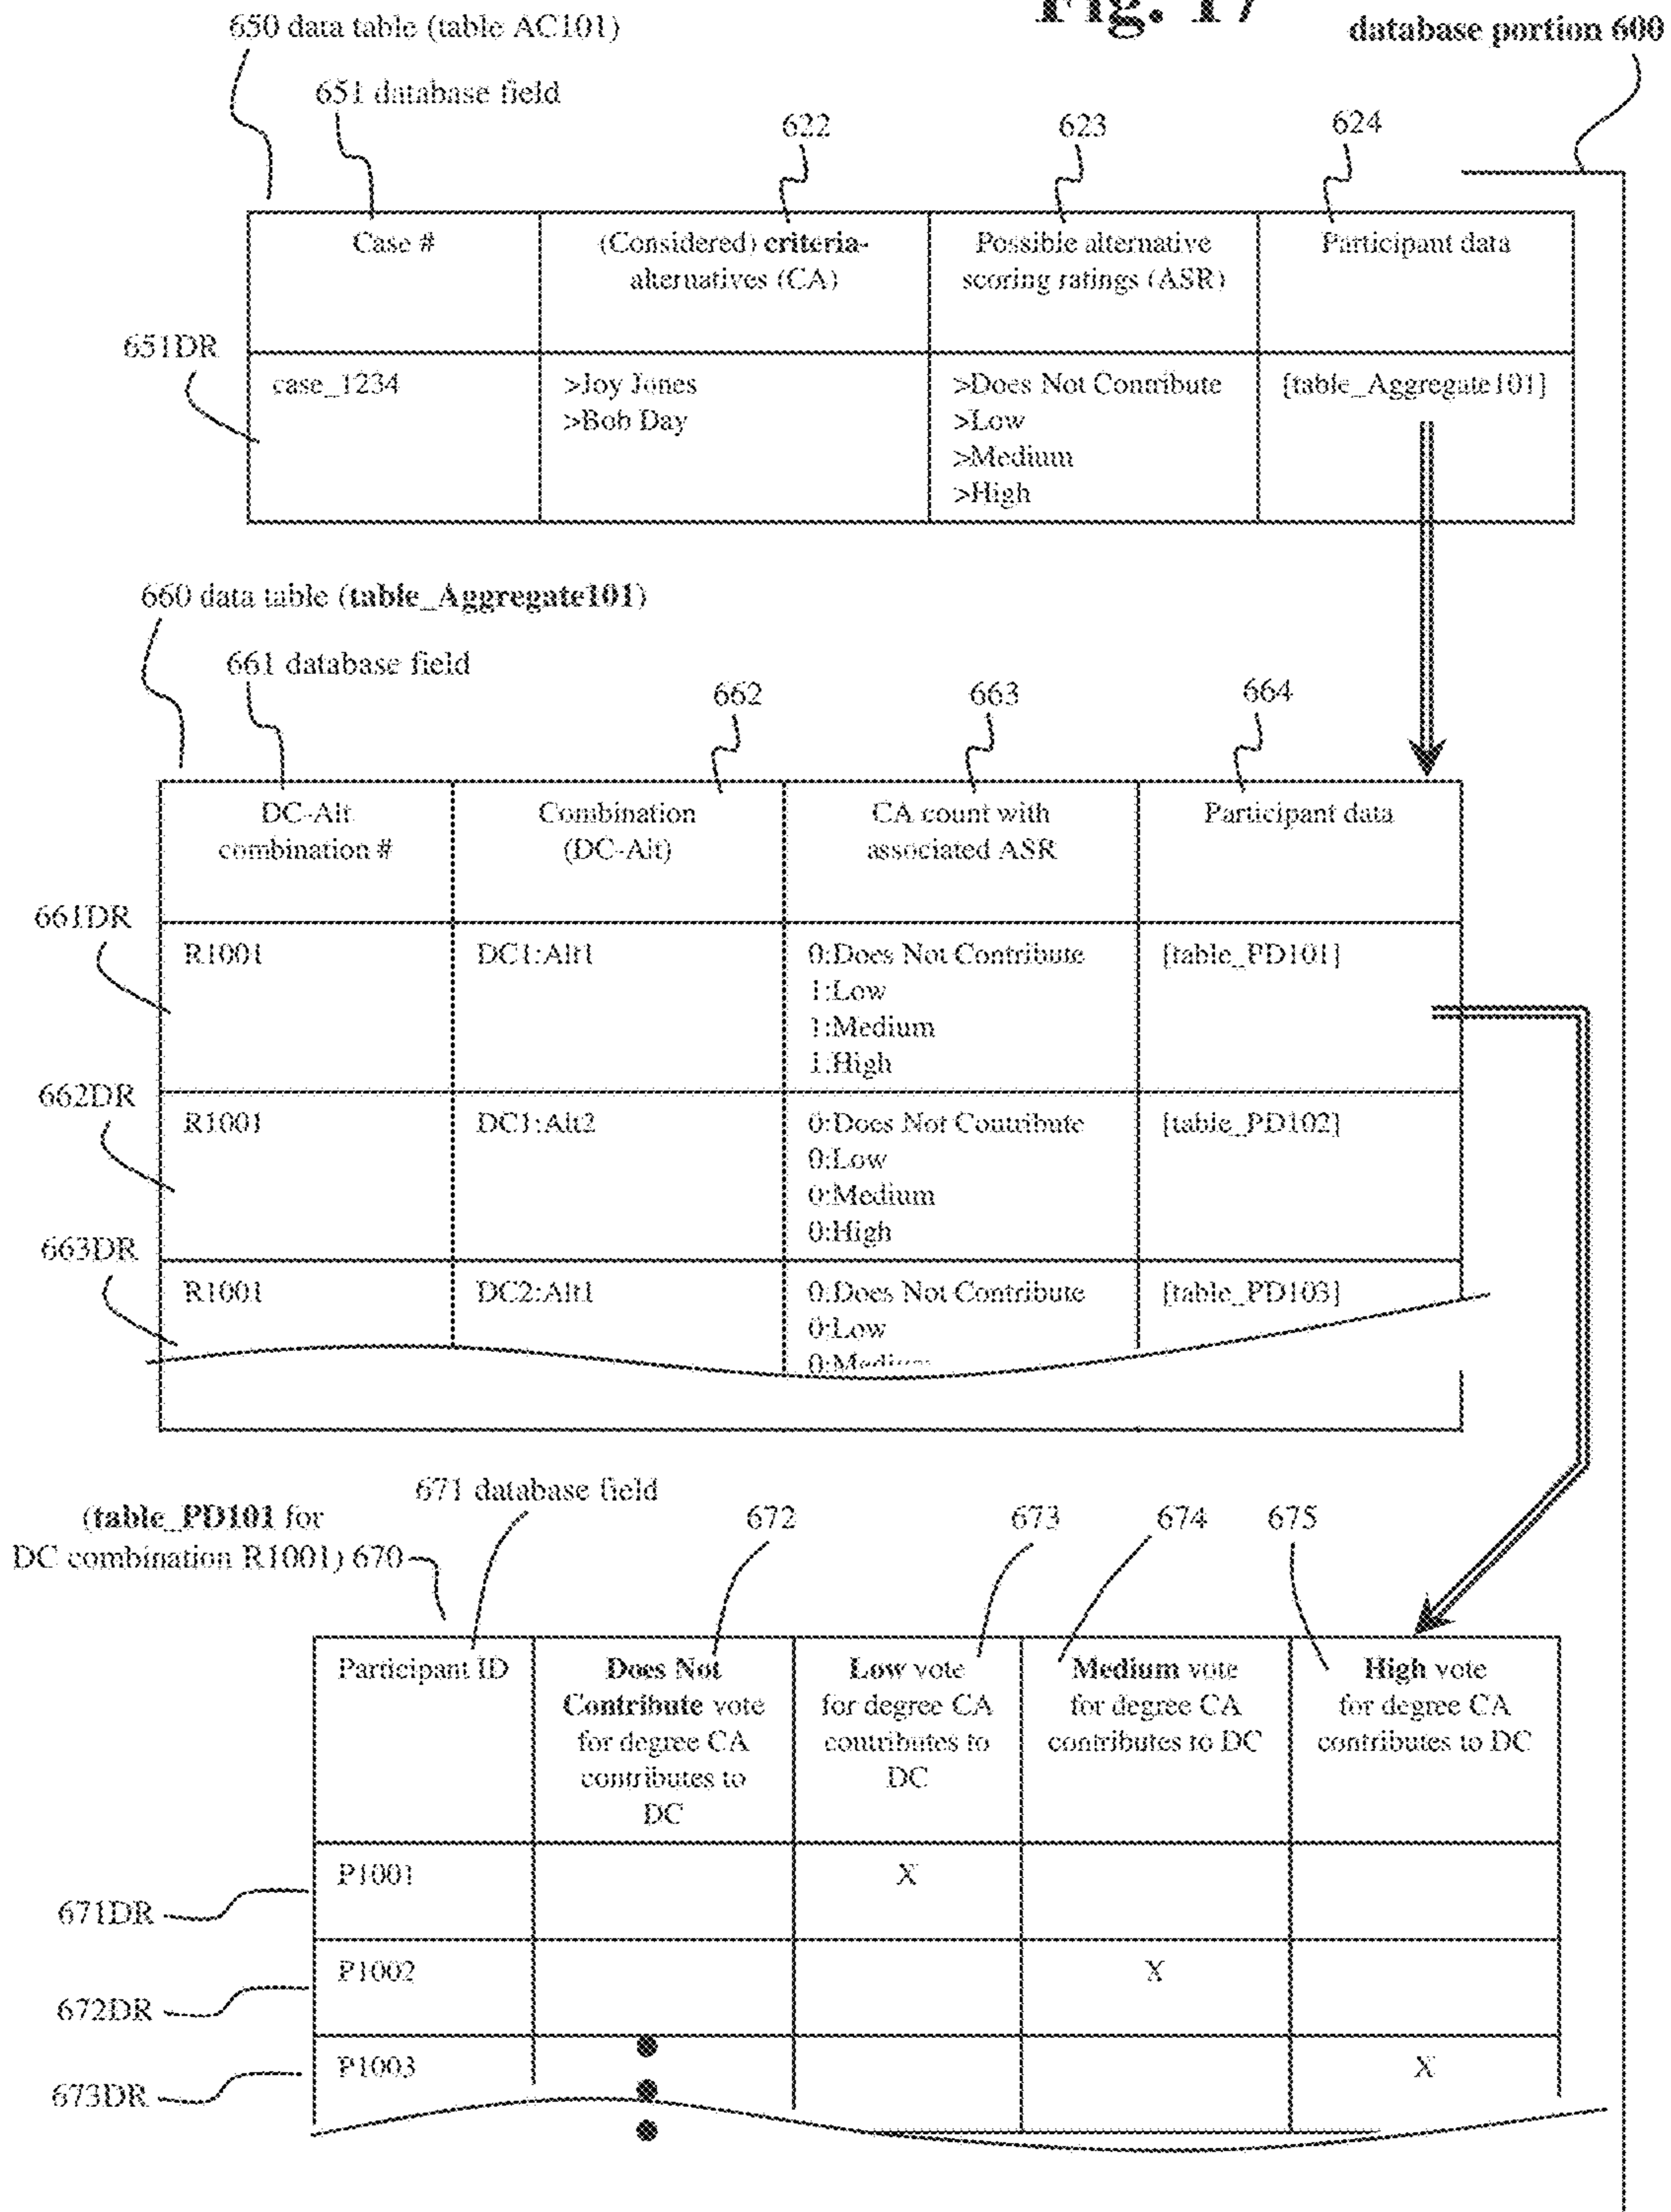 Fig. 17
650 data table (table AC101)
database portion 600
651 database field
622
623
624
Case #
(Considered) criteria-
alternatives (CA)
Possible alternative
scoring ratings (ASR)
Participant data
651DR
case_1234
>Joy Jones
>Bob Day
>Does Not Contribute
>Low
>Medium
>High
[table_Aggregate101]
660 data table (table_Aggregate101)
661 database field
662
663
664
DC-Alt
combination #
Combination
(DC-Alt)
CA count with
associated ASR
Participant data
661DR
R1001
DC1:Alt1
0:Does Not Contribute
1:Low
1:Medium
1:High
[table_PD101]
662DR
R1001
DC1:Alt2
0:Does Not Contribute
0:Low
0:Medium
0:High
[table_PD102]
663DR
R1001
DC2:Alt1
0:Does Not Contribute
0:Low
0:Medium
[table_PD103]
671 database field
(table_PD101 for
DC combination R1001) 670
672
673
674
675
Participant ID
Does Not
Contribute vote
for degree CA
contributes to
DC
Low vote
for degree CA
contributes to
DC
Medium vote
for degree CA
contributes to DC
High vote
for degree CA
contributes to DC
671DR
P1001
X
672DR
P1002
X
673DR
P1003
X